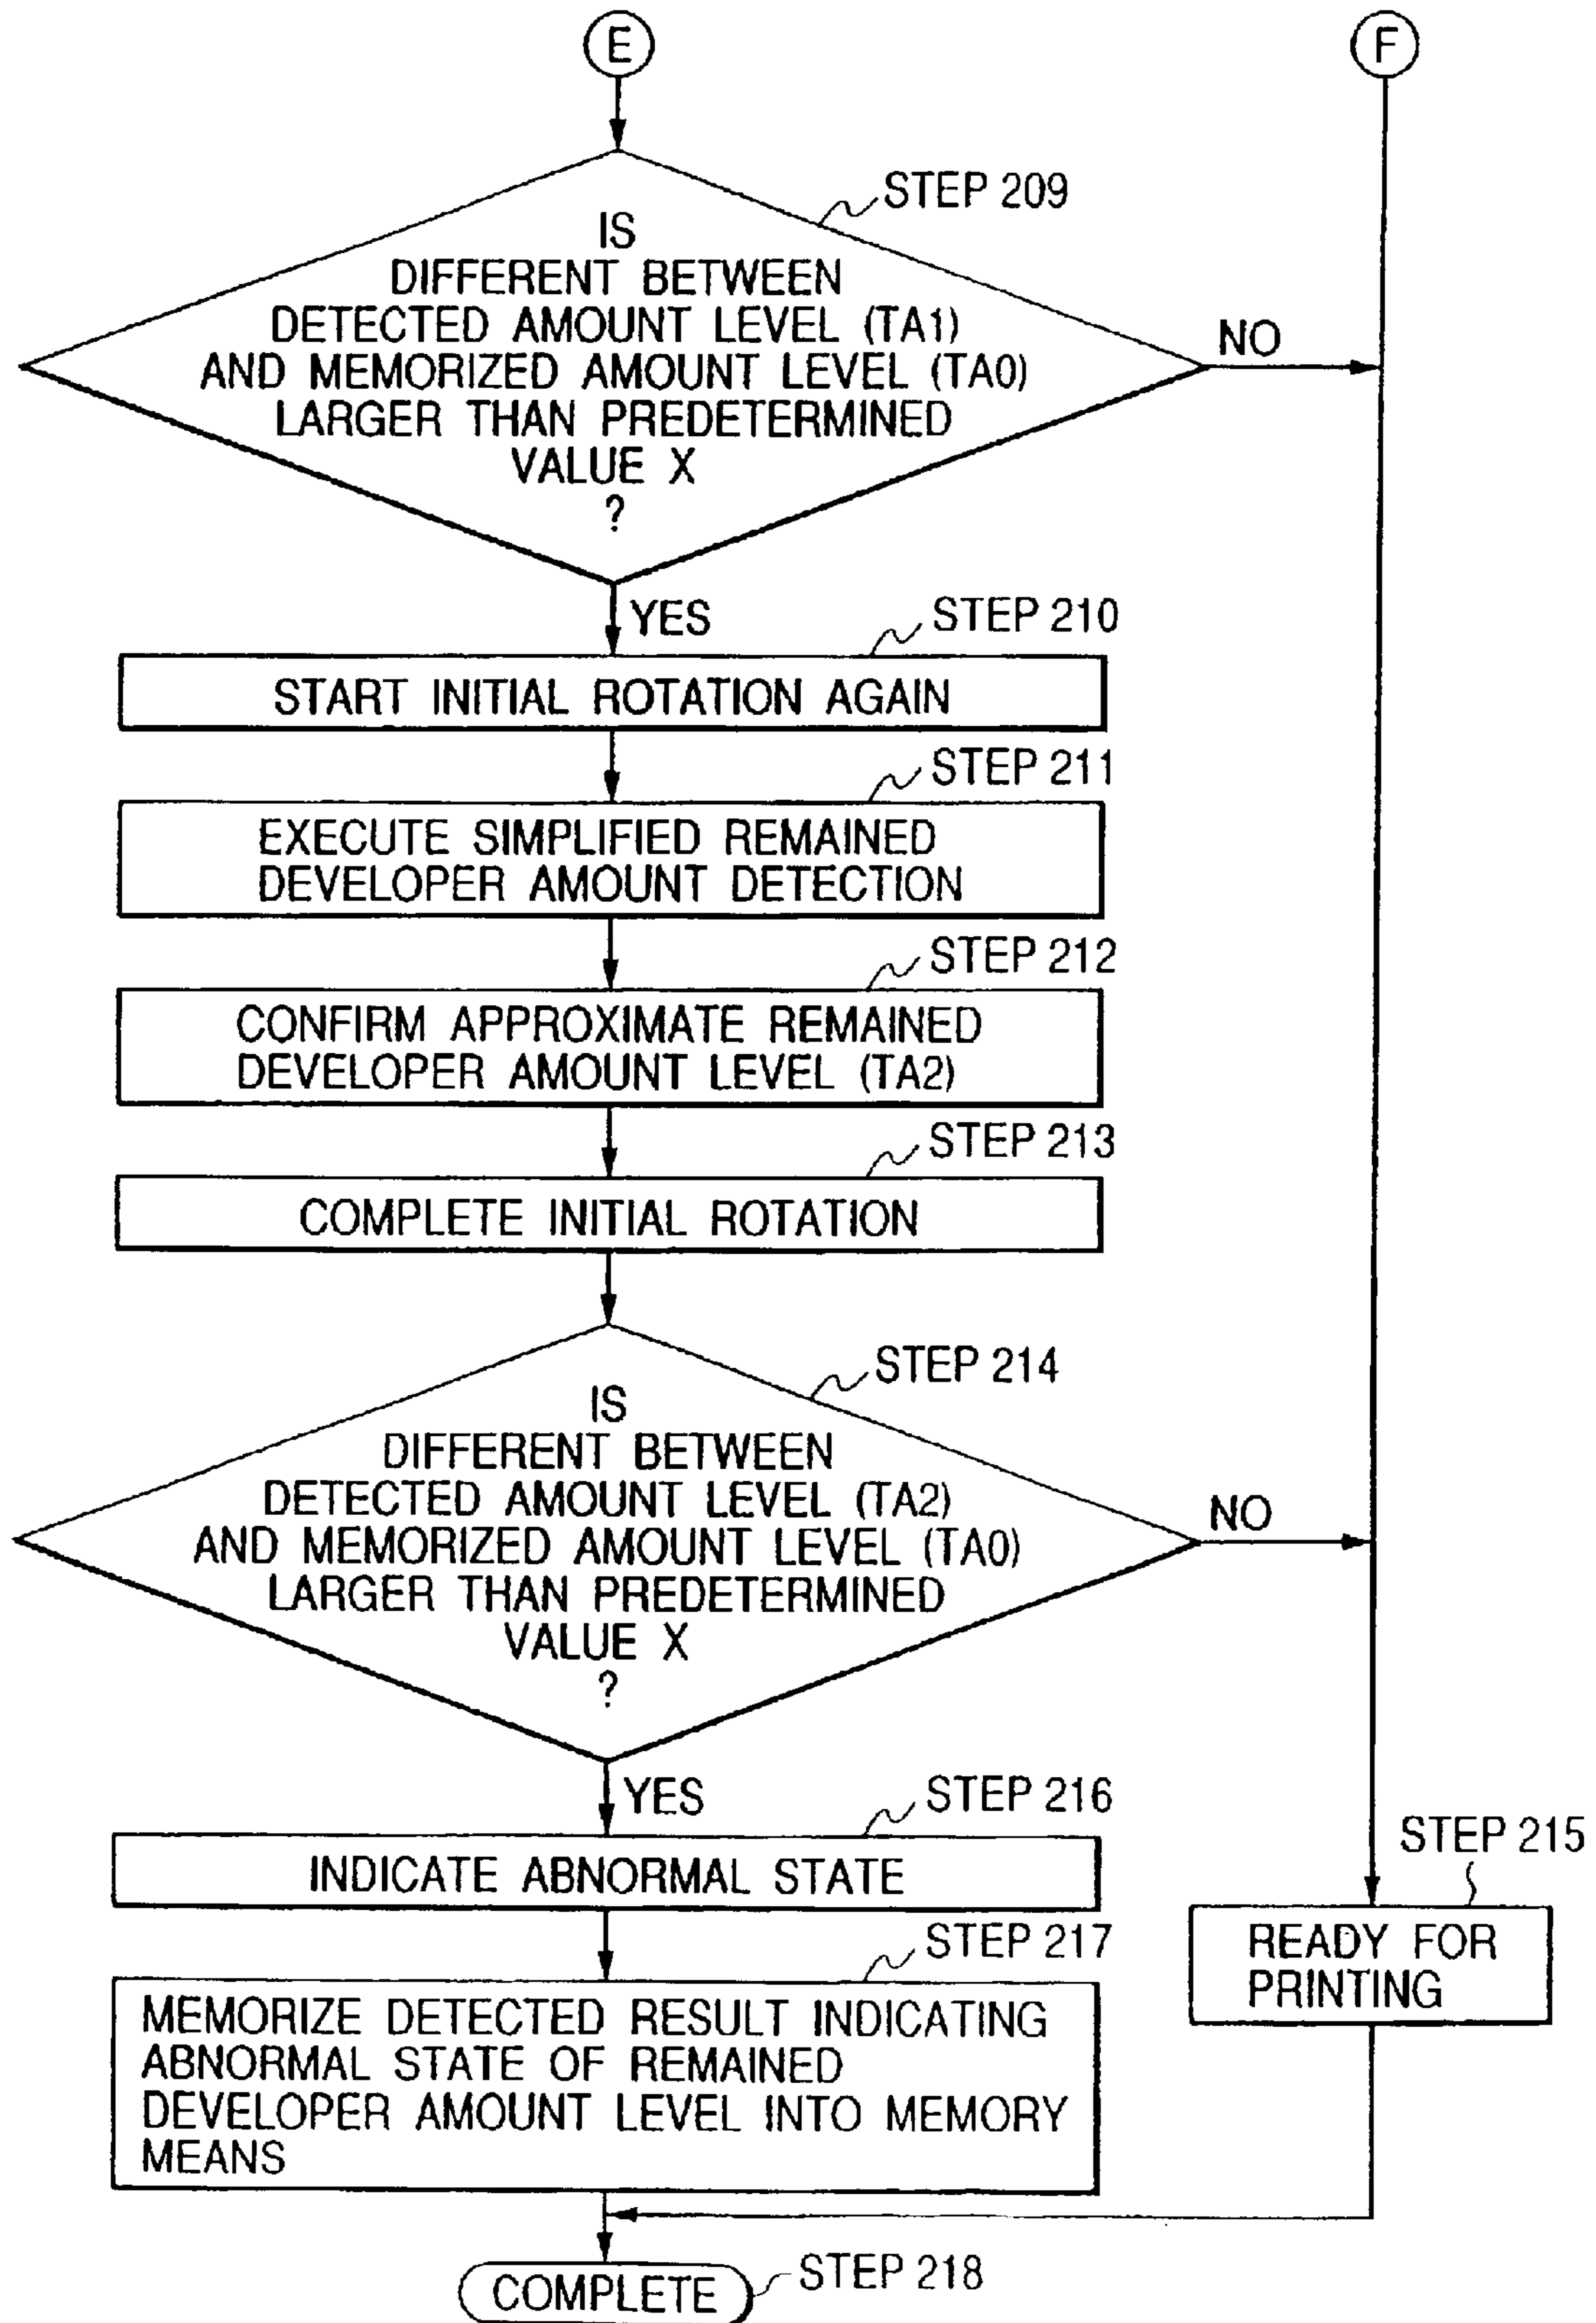 E
F
STEP 209
IS
DIFFERENT BETWEEN
DETECTED AMOUNT LEVEL (TA1)
AND MEMORIZED AMOUNT LEVEL (TA0)
LARGER THAN PREDETERMINED
VALUE X
?
NO
YES
STEP 210
START INITIAL ROTATION AGAIN
STEP 211
EXECUTE SIMPLIFIED REMAINED
DEVELOPER AMOUNT DETECTION
STEP 212
CONFIRM APPROXIMATE REMAINED
DEVELOPER AMOUNT LEVEL (TA2)
STEP 213
COMPLETE INITIAL ROTATION
STEP 214
IS
DIFFERENT BETWEEN
DETECTED AMOUNT LEVEL (TA2)
AND MEMORIZED AMOUNT LEVEL (TA0)
LARGER THAN PREDETERMINED
VALUE X
?
NO
YES
STEP 216
INDICATE ABNORMAL STATE
STEP 215
READY FOR
PRINTING
STEP 217
MEMORIZE DETECTED RESULT INDICATING
ABNORMAL STATE OF REMAINED
DEVELOPER AMOUNT LEVEL INTO MEMORY
MEANS
COMPLETE
STEP 218